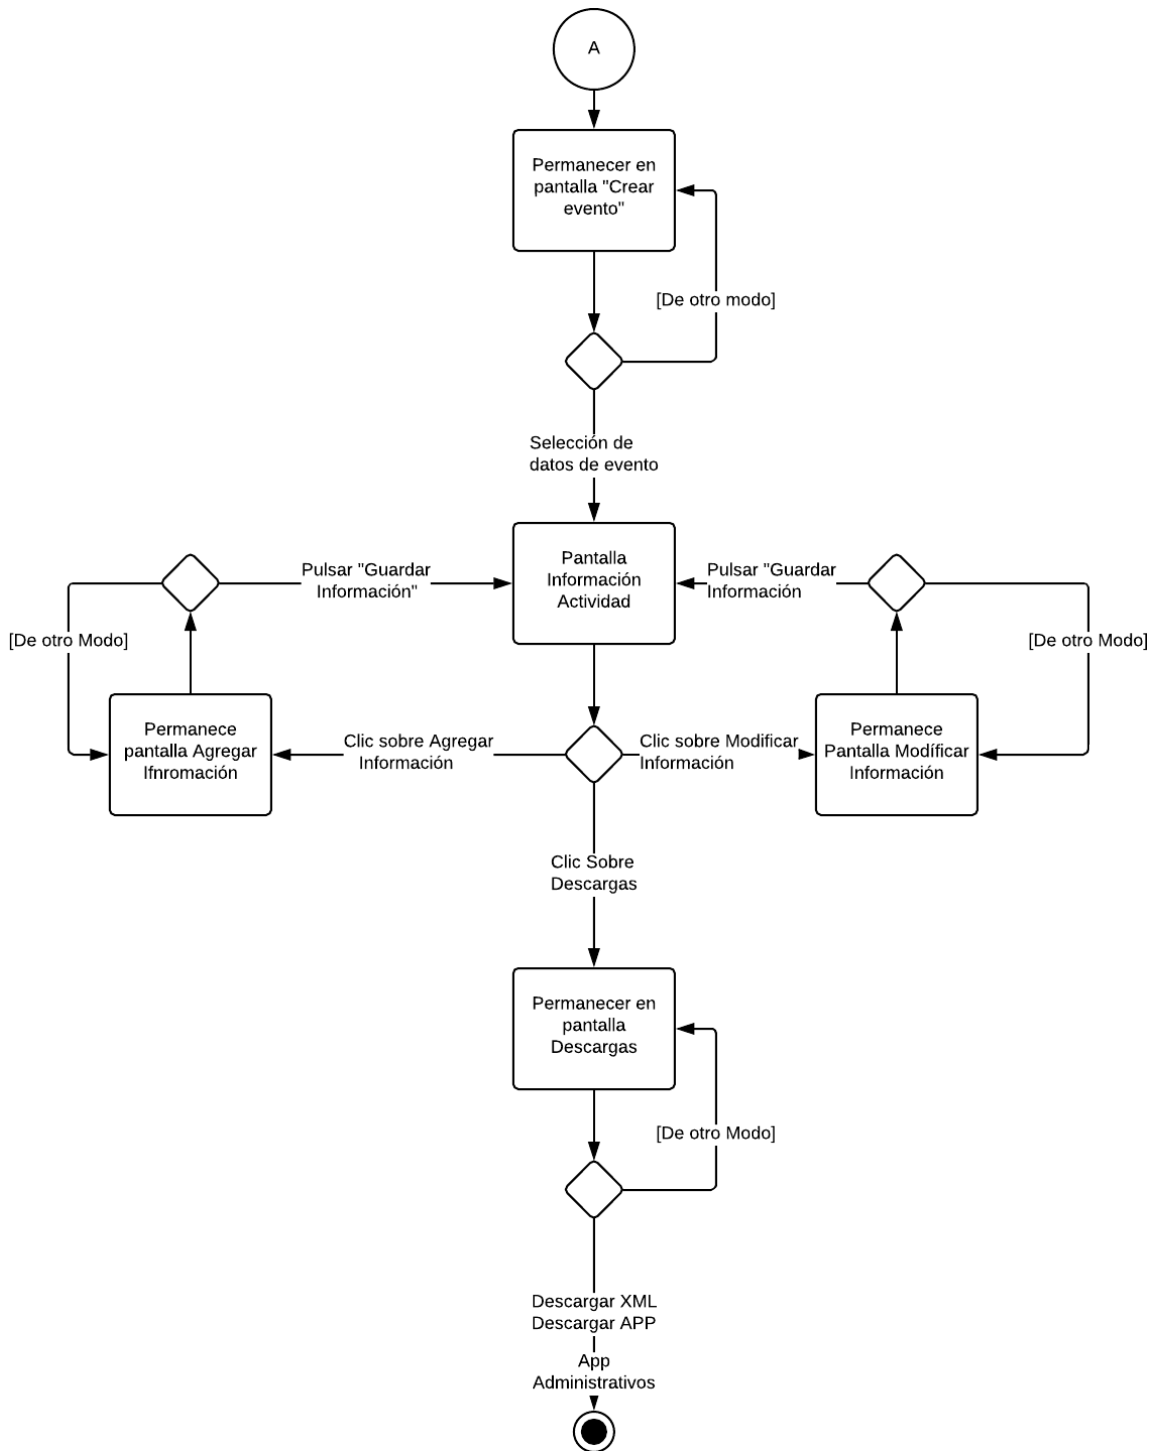 A
Permanecer en
pantalla "Crear
evento"
[De otro modo]
Selección de
datos de evento
Pantalla
Información
Actividad
Pulsar "Guardar
Información"
Pulsar "Guardar
Información
[De otro Modo]
[De otro Modo]
Permanece
pantalla Agregar
Ifnromación
Clic sobre Agregar
Información
Clic sobre Modificar
Información
Permanece
Pantalla Modíficar
Información
Clic Sobre
Descargas
Permanecer en
pantalla
Descargas
[De otro Modo]
Descargar XML
Descargar APP
App
Administrativos